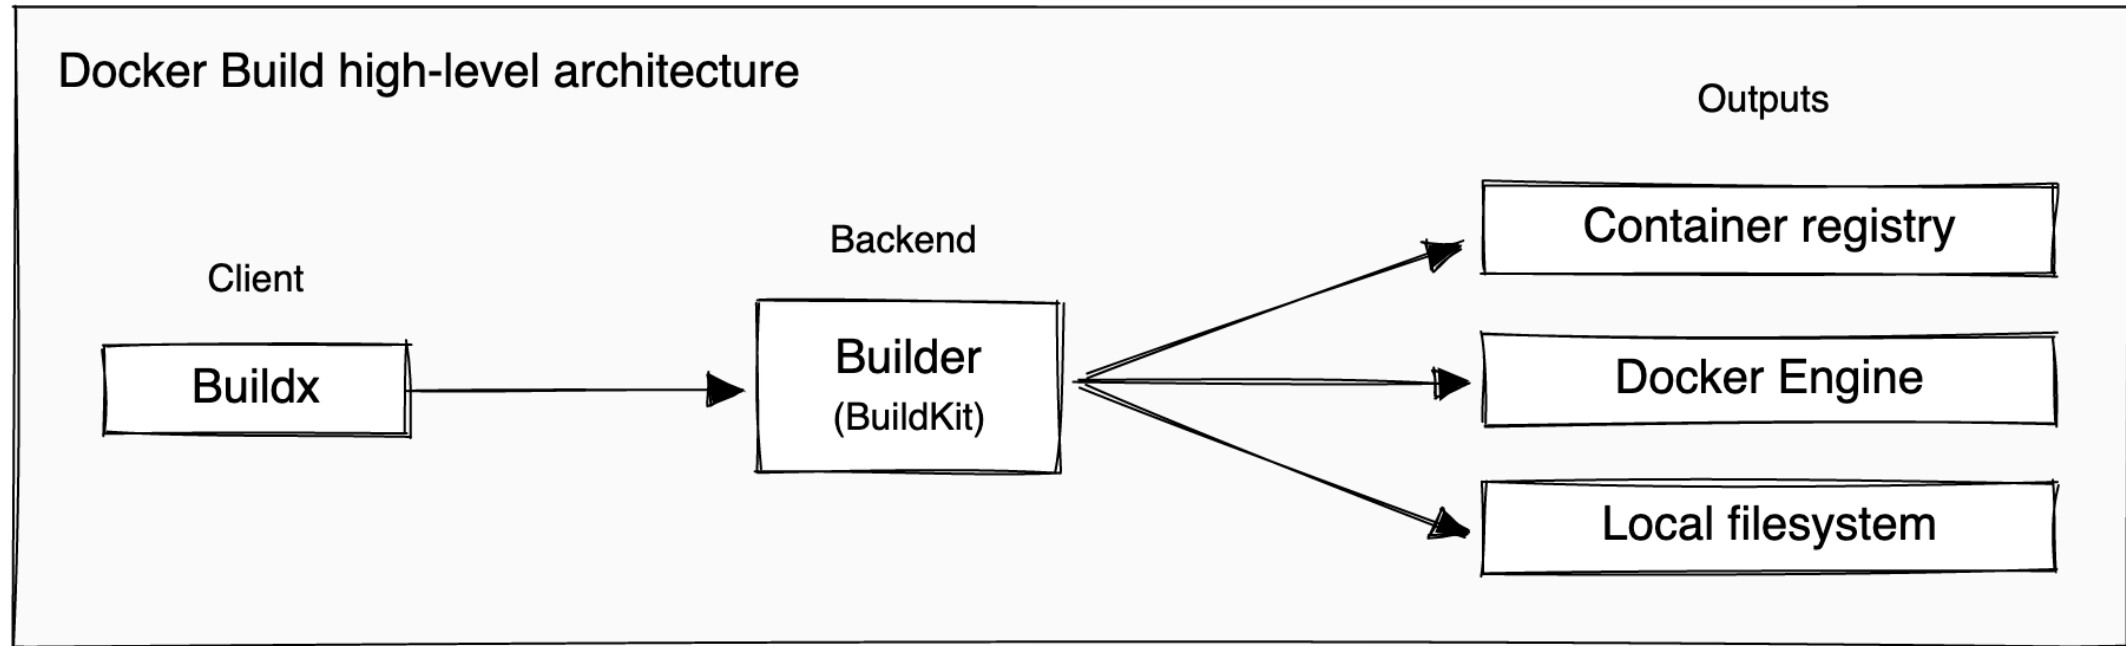 Docker Build high-level architecture
Client
Buildx
Backend
Builder
(BuildKit)
Outputs
Container registry
Docker Engine
Local filesystem